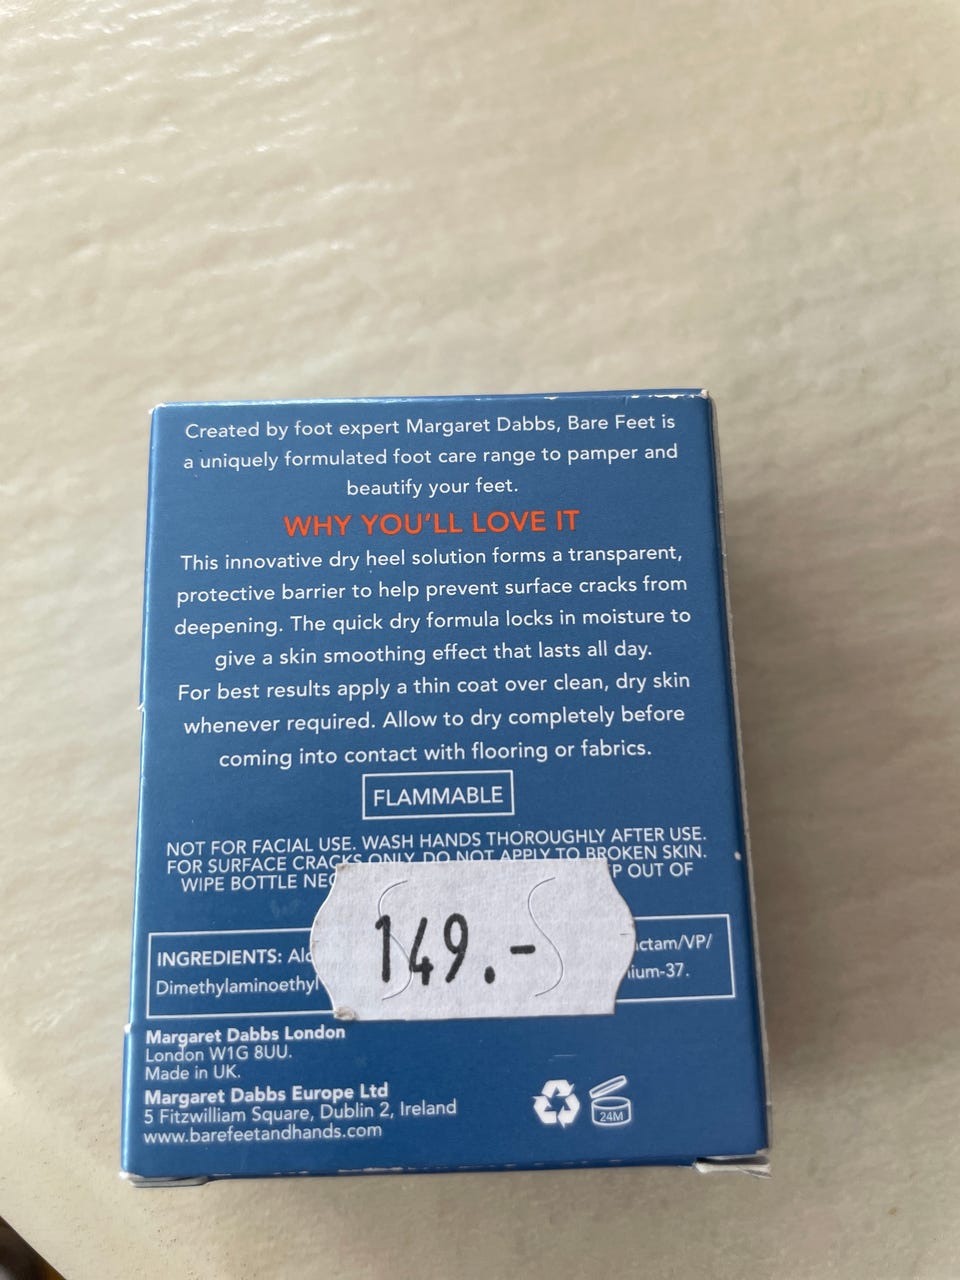 Created by foot expert Margaret Dabbs, Bare Feet is
a uniquely formulated foot care range to pamper and
beautify your feet.
WHY YOU'LL LOVE IT
This innovative dry heel solution forms a transparent,
protective barrier to help prevent surface cracks from
deepening. The quick dry formula locks in moisture to
give a skin smoothing effect that lasts all day.
For best results apply a thin coat over clean, dry skin
whenever required. Allow to dry completely before
coming into contact with flooring or fabrics.
FLAMMABLE
NOT FOR FACIAL USE. WASH HANDS THOROUGHLY AFTER USE.
FOR SURFACE CRACKS ONLY. DO NOT APPLY TO BROKEN SKIN.
WIPE BOTTLE OUT OF
149.-
INGREDIENTS:
Dimethylaminoethyl
Margaret Dabbs London
London W1G 8UU.
Made in UK.
Margaret Dabbs Europe Ltd
5 Fitzwilliam Square, Dublin 2, Ireland
www.barefeetandhands.com
24M